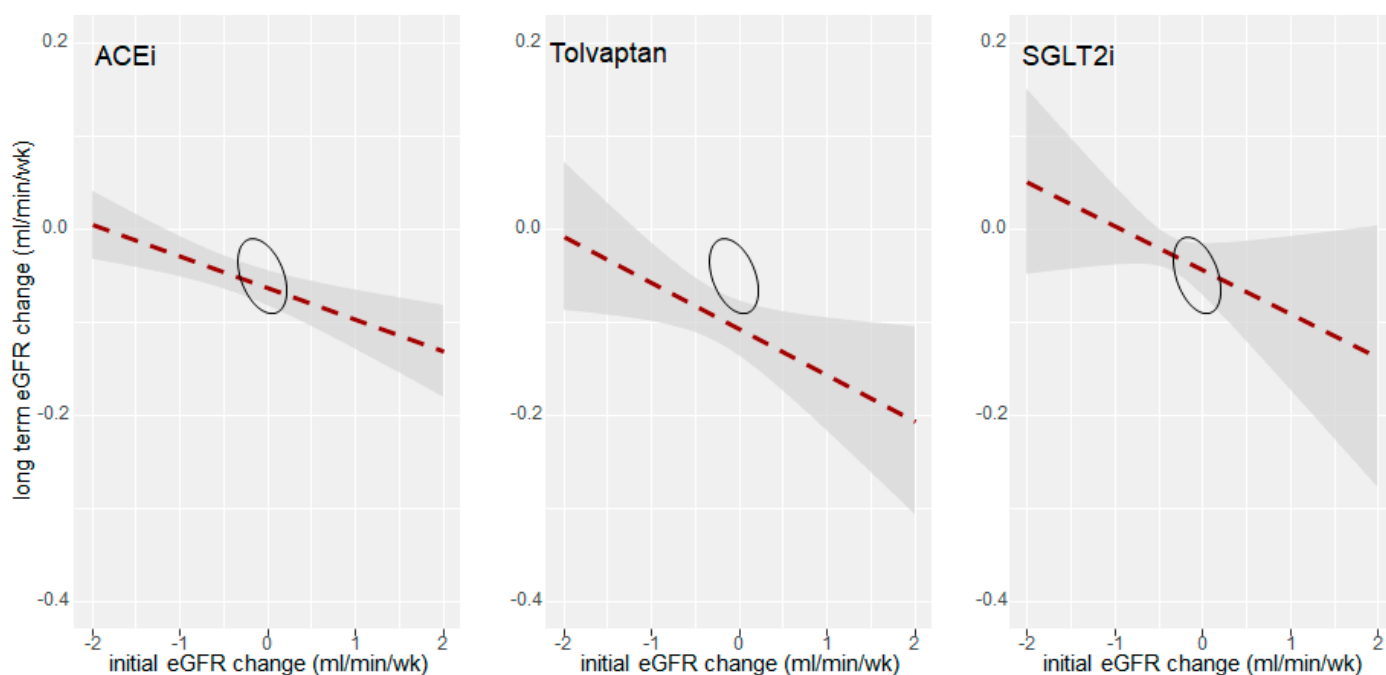 ACEi
Tolvaptan
SGLT2i
long term eGFR change (ml/min/wk)
0.2
0.0
-0.2
-0.4
-2 -1 0 1 2
initial eGFR change (ml/min/wk)
0.2
0.0
-0.2
-0.4
-2 -1 0 1 2
initial eGFR change (ml/min/wk)
0.2
0.0
-0.2
-0.4
-2 -1 0 1 2
initial eGFR change (ml/min/wk)